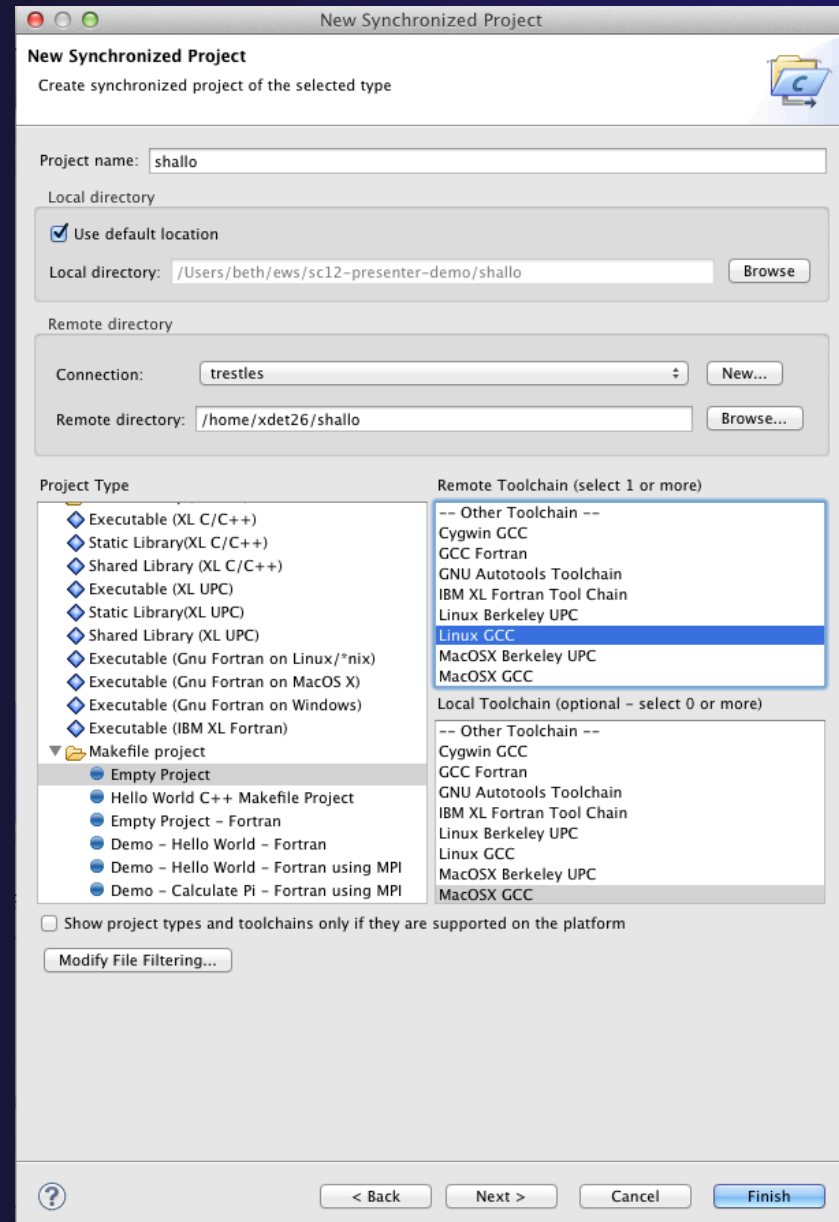 New Synchronized Project
New Synchronized Project
Create synchronized project of the selected type
C
Project name: shallo
Local directory
Use default location
Local directory: /Users/beth/ews/sc12-presenter-demo/shallo Browse
Remote directory
Connection: trestles New...
Remote directory: /home/xdet26/shallo Browse...
Project Type
Executable (XL C/C++)
Static Library(XL C/C++)
Shared Library (XL C/C++)
Executable (XL UPC)
Static Library(XL UPC)
Shared Library (XL UPC)
Executable (Gnu Fortran on Linux/*nix)
Executable (Gnu Fortran on MacOS X)
Executable (Gnu Fortran on Windows)
Executable (IBM XL Fortran)
Makefile project
Empty Project
Hello World C++ Makefile Project
Empty Project - Fortran
Demo - Hello World - Fortran
Demo - Hello World - Fortran using MPI
Demo - Calculate Pi - Fortran using MPI
Remote Toolchain (select 1 or more)
-- Other Toolchain --
Cygwin GCC
GCC Fortran
GNU Autotools Toolchain
IBM XL Fortran Tool Chain
Linux Berkeley UPC
Linux GCC
MacOSX Berkeley UPC
MacOSX GCC
Local Toolchain (optional - select 0 or more)
-- Other Toolchain --
Cygwin GCC
GCC Fortran
GNU Autotools Toolchain
IBM XL Fortran Tool Chain
Linux Berkeley UPC
Linux GCC
MacOSX Berkeley UPC
MacOSX GCC
Show project types and toolchains only if they are supported on the platform
Modify File Filtering...
? < Back Next > Cancel Finish